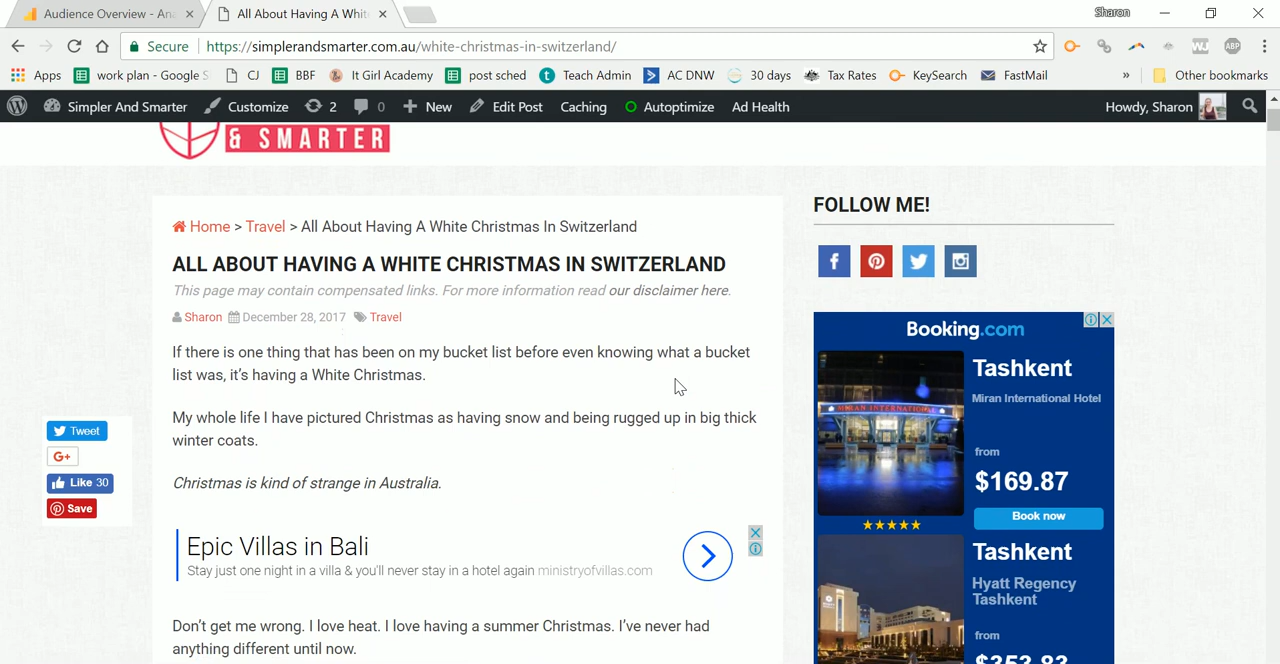 Audience Overview - An
All About Having A Whit
Sharon
Secure
https://simplerandsmarter.com.au/white-christmas-in-switzerland/
WJ
ABP
Apps
work plan - Google S
CJ
BBF
It Girl Academy
post sched
Teach Admin
AC DNW
30 days
Tax Rates
KeySearch
FastMail
»
Other bookmarks
Simpler And Smarter
Customize
2
0
New
Edit Post
Caching
Autoptimize
Ad Health
Howdy, Sharon
& SMARTER
Home > Travel > All About Having A White Christmas In Switzerland
ALL ABOUT HAVING A WHITE CHRISTMAS IN SWITZERLAND
This page may contain compensated links. For more information read our disclaimer here.
Sharon December 28, 2017 Travel
If there is one thing that has been on my bucket list before even knowing what a bucket
list was, it's having a White Christmas.
My whole life I have pictured Christmas as having snow and being rugged up in big thick
winter coats.
Christmas is kind of strange in Australia.
Epic Villas in Bali
Stay just one night in a villa & you'll never stay in a hotel again ministryofvillas.com
Don't get me wrong. I love heat. I love having a summer Christmas. I've never had
anything different until now.
Tweet
G+
Like 30
Save
FOLLOW ME!
Booking.com
MIRAN INTERNATIONAL
Tashkent
Miran International Hotel
from
$169.87
Book now
Tashkent
Hyatt Regency
Tashkent
from
$353.83